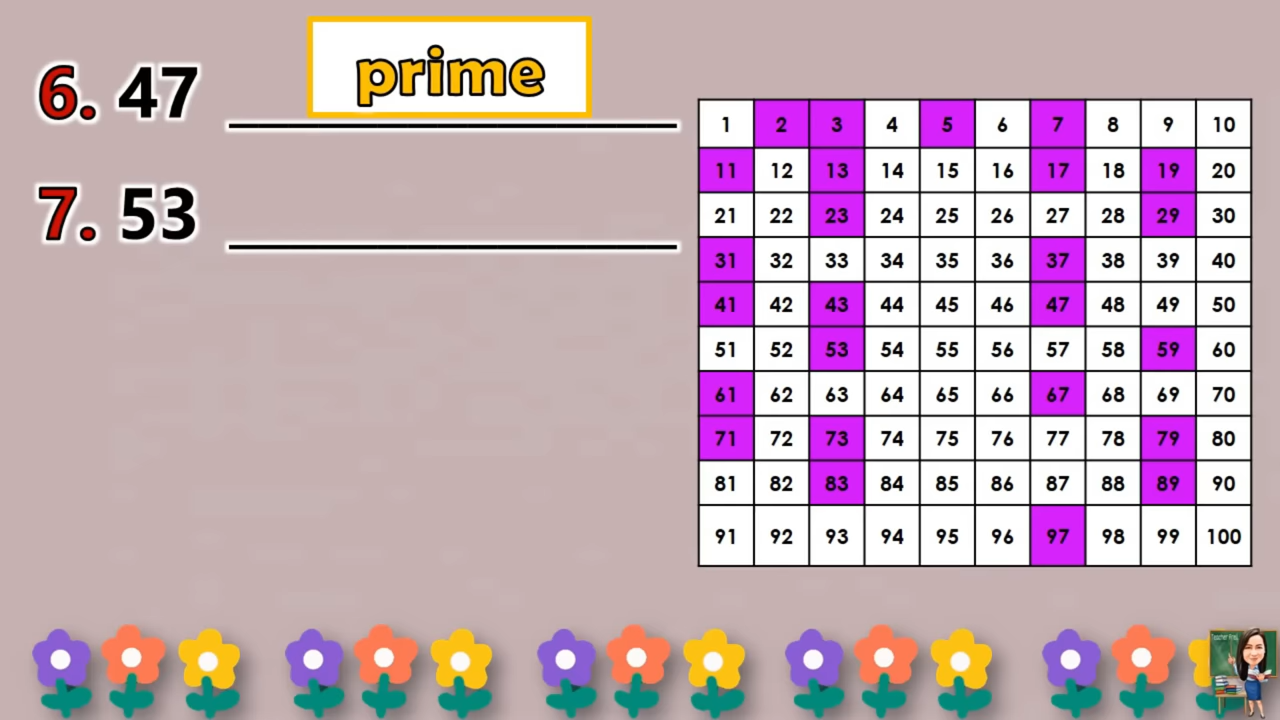 prime
6. 47
7. 53
1 2 3 4 5 6 7 8 9 10
11 12 13 14 15 16 17 18 19 20
21 22 23 24 25 26 27 28 29 30
31 32 33 34 35 36 37 38 39 40
41 42 43 44 45 46 47 48 49 50
51 52 53 54 55 56 57 58 59 60
61 62 63 64 65 66 67 68 69 70
71 72 73 74 75 76 77 78 79 80
81 82 83 84 85 86 87 88 89 90
91 92 93 94 95 96 97 98 99 100